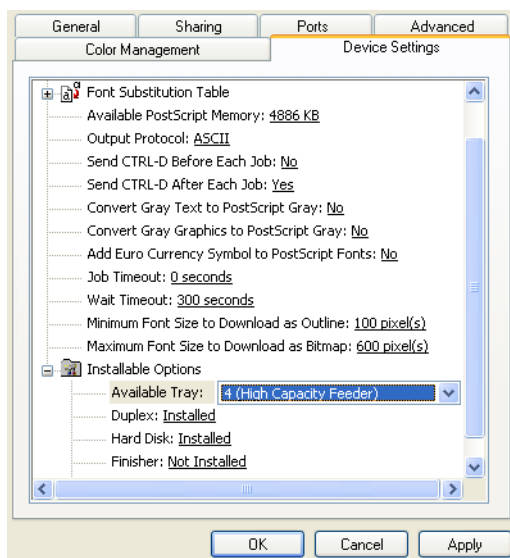 General Sharing Ports Advanced
Color Management Device Settings
Font Substitution Table
Available PostScript Memory: 4886 KB
Output Protocol: ASCII
Send CTRL-D Before Each Job: No
Send CTRL-D After Each Job: Yes
Convert Gray Text to PostScript Gray: No
Convert Gray Graphics to PostScript Gray: No
Add Euro Currency Symbol to PostScript Fonts: No
Job Timeout: 0 seconds
Wait Timeout: 300 seconds
Minimum Font Size to Download as Outline: 100 pixel(s)
Maximum Font Size to Download as Bitmap: 600 pixel(s)
Installable Options
Available Tray: 4 (High Capacity Feeder)
Duplex: Installed
Hard Disk: Installed
Finisher: Not Installed
OK Cancel Apply